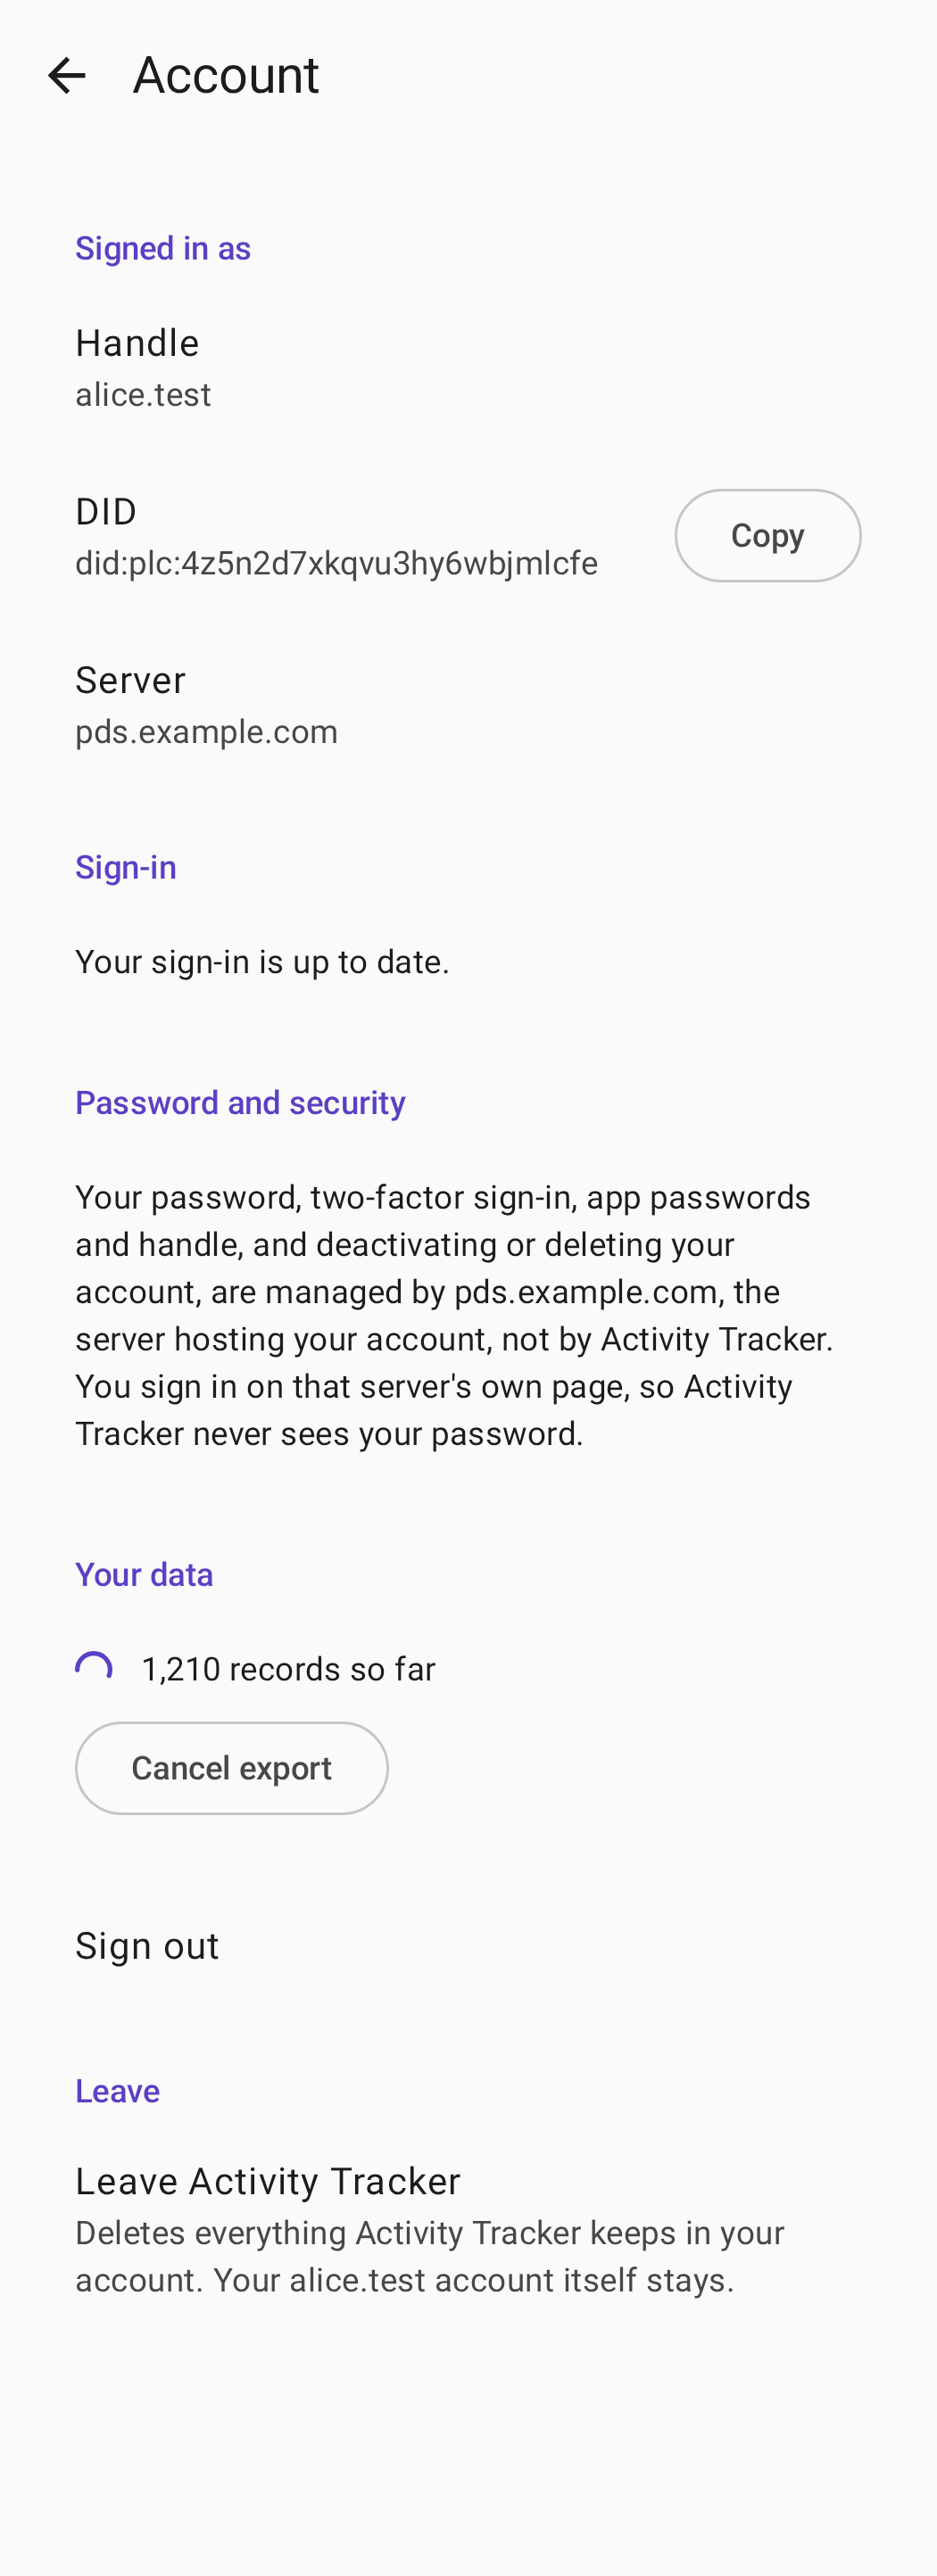 Account
Signed in as
Handle
alice.test
DID
did:plc:4z5n2d7xkqvu3hy6wbjmlcfe
Copy
Server
pds.example.com
Sign-in
Your sign-in is up to date.
Password and security
Your password, two-factor sign-in, app passwords
and handle, and deactivating or deleting your
account, are managed by pds.example.com, the
server hosting your account, not by Activity Tracker.
You sign in on that server's own page, so Activity
Tracker never sees your password.
Your data
1,210 records so far
Cancel export
Sign out
Leave
Leave Activity Tracker
Deletes everything Activity Tracker keeps in your
account. Your alice.test account itself stays.